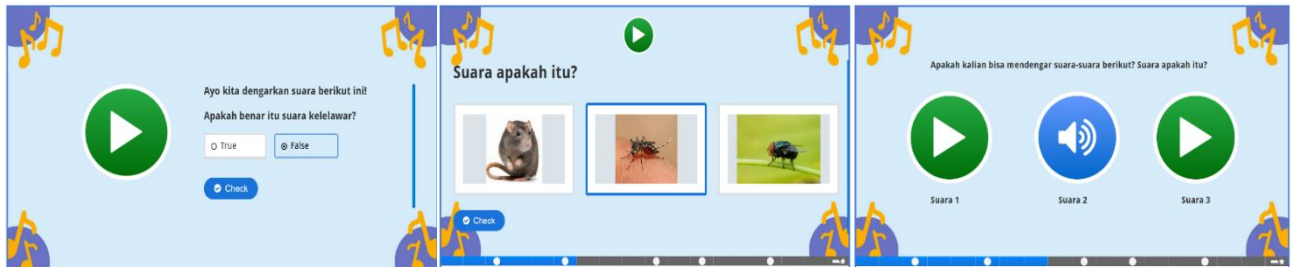 Ayo kita dengarkan suara berikut ini!
Apakah benar itu suara kelelawar?
True
False
Check
Suara apakah itu?
Check
Apakah kalian bisa mendengar suara-suara berikut? Suara apakah itu?
Suara 1
Suara 2
Suara 3